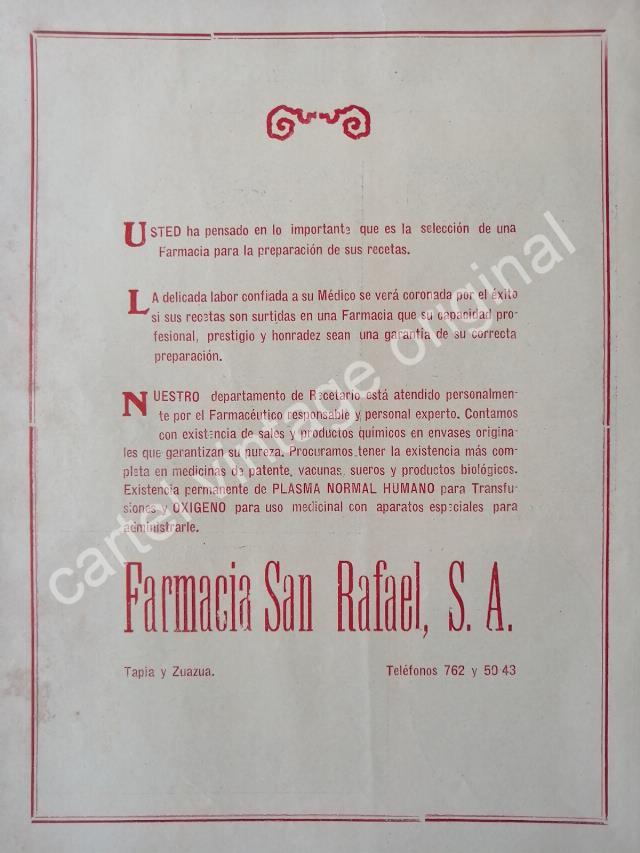 USTED ha pensado en lo importante que es la selección de una
Farmacia para la preparación de sus recetas.
LA delicada labor confiada a su Médico se verá coronada por el éxito
si sus recetas son surtidas en una Farmacia que su capacidad pro-
fesional, prestigio y honradez sean una garantía de su correcta
preparación.
NUESTRO departamento de Recetario está atendido personalmen-
te por el Farmacéutico responsable y personal experto. Contamos
con existencia de sales y productos químicos en envases origina-
les que garantizan su pureza. Procuramos tener la existencia más com-
pleta en medicinas de patente, vacunas, sueros y productos biológicos.
Existencia permanente de PLASMA NORMAL HUMANO para Transfu-
siones y OXIGENO para uso medicinal con aparatos especiales para
administrarle.
Farmacia San Rafael, S. A.
Tapia y Zuazua. Teléfonos 762 y 50-43
cartel vintage original